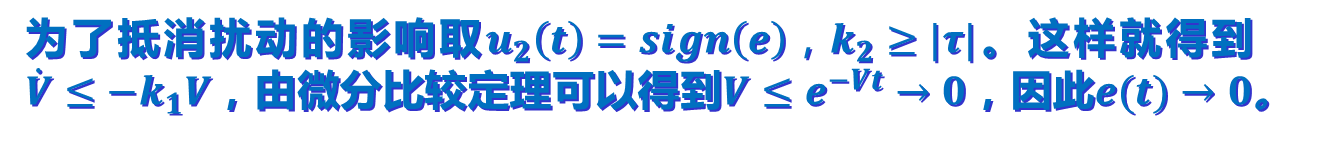 为了抵消扰动的影响取u₂(t) = sign(e)，k₂ ≥ |τ|。这样就得到
V̇ ≤ −k₁V，由微分比较定理可以得到V ≤ e^{−Vt} → 0，因此e(t) → 0。